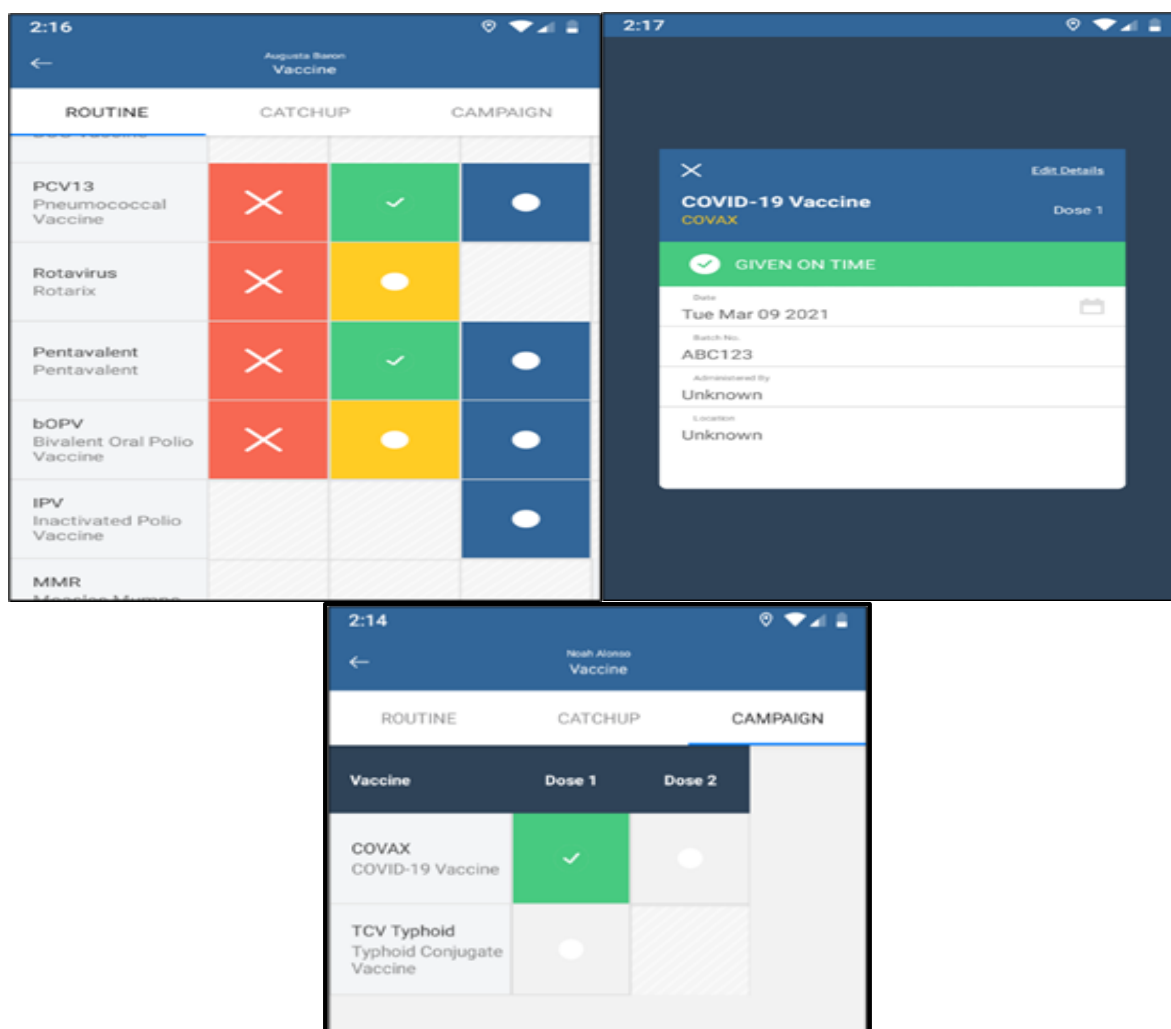 2:16
Augusta Baron
Vaccine
ROUTINE CATCHUP CAMPAIGN
PCV13
Pneumococcal
Vaccine
Rotavirus
Rotarix
Pentavalent
Pentavalent
bOPV
Bivalent Oral Polio
Vaccine
IPV
Inactivated Polio
Vaccine
MMR
Measles Mumps
2:17
Edit Details
COVID-19 Vaccine
COVAX
Dose 1
GIVEN ON TIME
Date
Tue Mar 09 2021
Batch No.
ABC123
Administered By
Unknown
Location
Unknown
2:14
Noah Alonso
Vaccine
ROUTINE CATCHUP CAMPAIGN
Vaccine Dose 1 Dose 2
COVAX
COVID-19 Vaccine
TCV Typhoid
Typhoid Conjugate
Vaccine